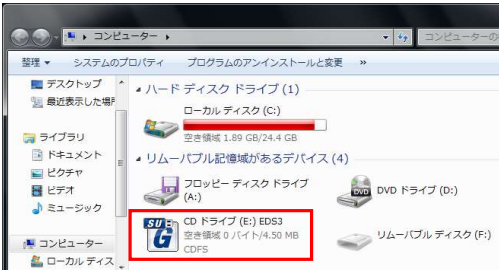 コンピューター
コンピューターの
整理 システムのプロパティ プログラムのアンインストールと変更 »
デスクトップ
最近表示した場所
ライブラリ
ドキュメント
ピクチャ
ビデオ
ミュージック
コンピューター
ローカル ディス
ハード ディスク ドライブ (1)
ローカル ディスク (C:)
空き領域 1.89 GB/24.4 GB
リムーバブル記憶域があるデバイス (4)
フロッピー ディスク ドライブ
(A:)
DVD
DVD ドライブ (D:)
SUPER
G
CD ドライブ (E:) EDS3
空き領域 0 バイト/4.50 MB
CDFS
リムーバブル ディスク (F:)